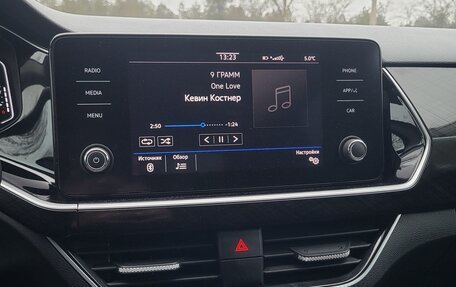 13:23
5.0°C
9 ГРАММ
One Love
Кевин Костнер
2:50
-1:24
Источник
Обзор
Настройки
RADIO
MEDIA
MENU
PHONE
APP/
CAR